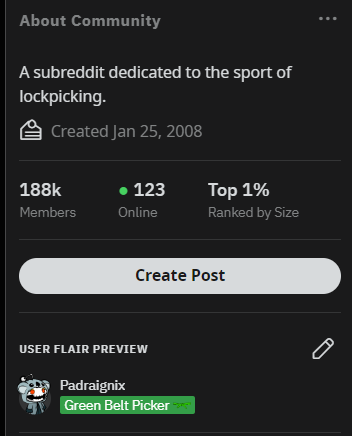 About Community
A subreddit dedicated to the sport of
lockpicking.
Created Jan 25, 2008
188k 123 Top 1%
Members Online Ranked by Size
Create Post
USER FLAIR PREVIEW
Padraignix
Green Belt Picker